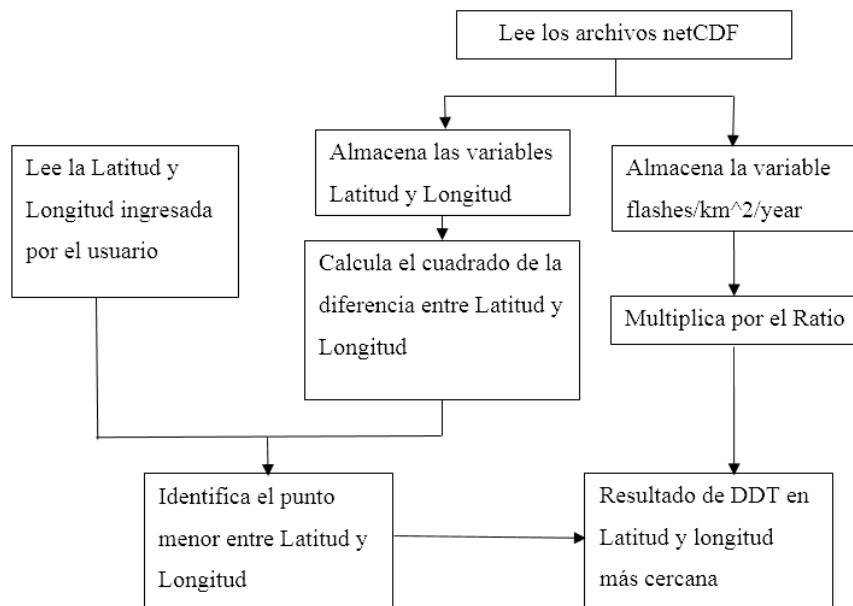 Lee los archivos netCDF
Lee la Latitud y
Longitud ingresada
por el usuario
Almacena las variables
Latitud y Longitud
Almacena la variable
flashes/km^2/year
Calcula el cuadrado de la
diferencia entre Latitud y
Longitud
Multiplica por el Ratio
Identifica el punto
menor entre Latitud y
Longitud
Resultado de DDT en
Latitud y longitud
más cercana